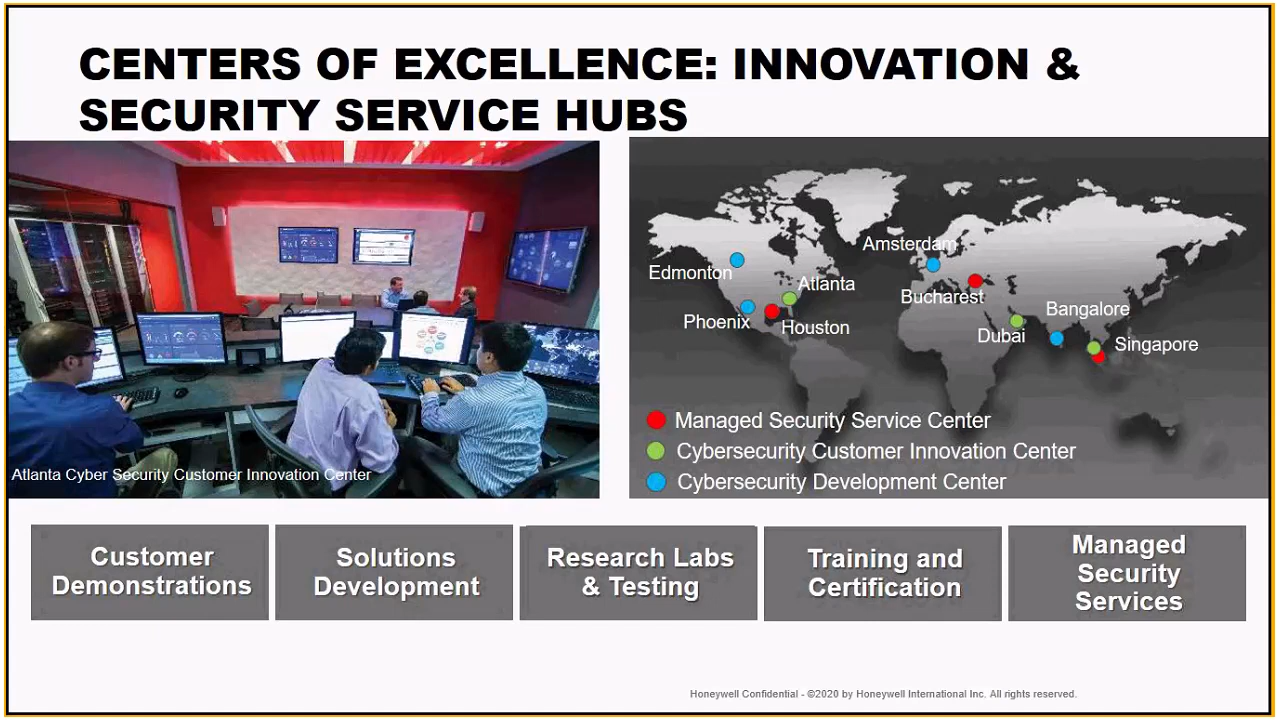 CENTERS OF EXCELLENCE: INNOVATION &
SECURITY SERVICE HUBS
Atlanta Cyber Security Customer Innovation Center
Amsterdam
Edmonton
Atlanta
Bucharest
Bangalore
Phoenix
Houston
Dubai
Singapore
Managed Security Service Center
Cybersecurity Customer Innovation Center
Cybersecurity Development Center
Customer
Demonstrations
Solutions
Development
Research Labs
& Testing
Training and
Certification
Managed
Security
Services
Honeywell Confidential - ©2020 by Honeywell International Inc. All rights reserved.